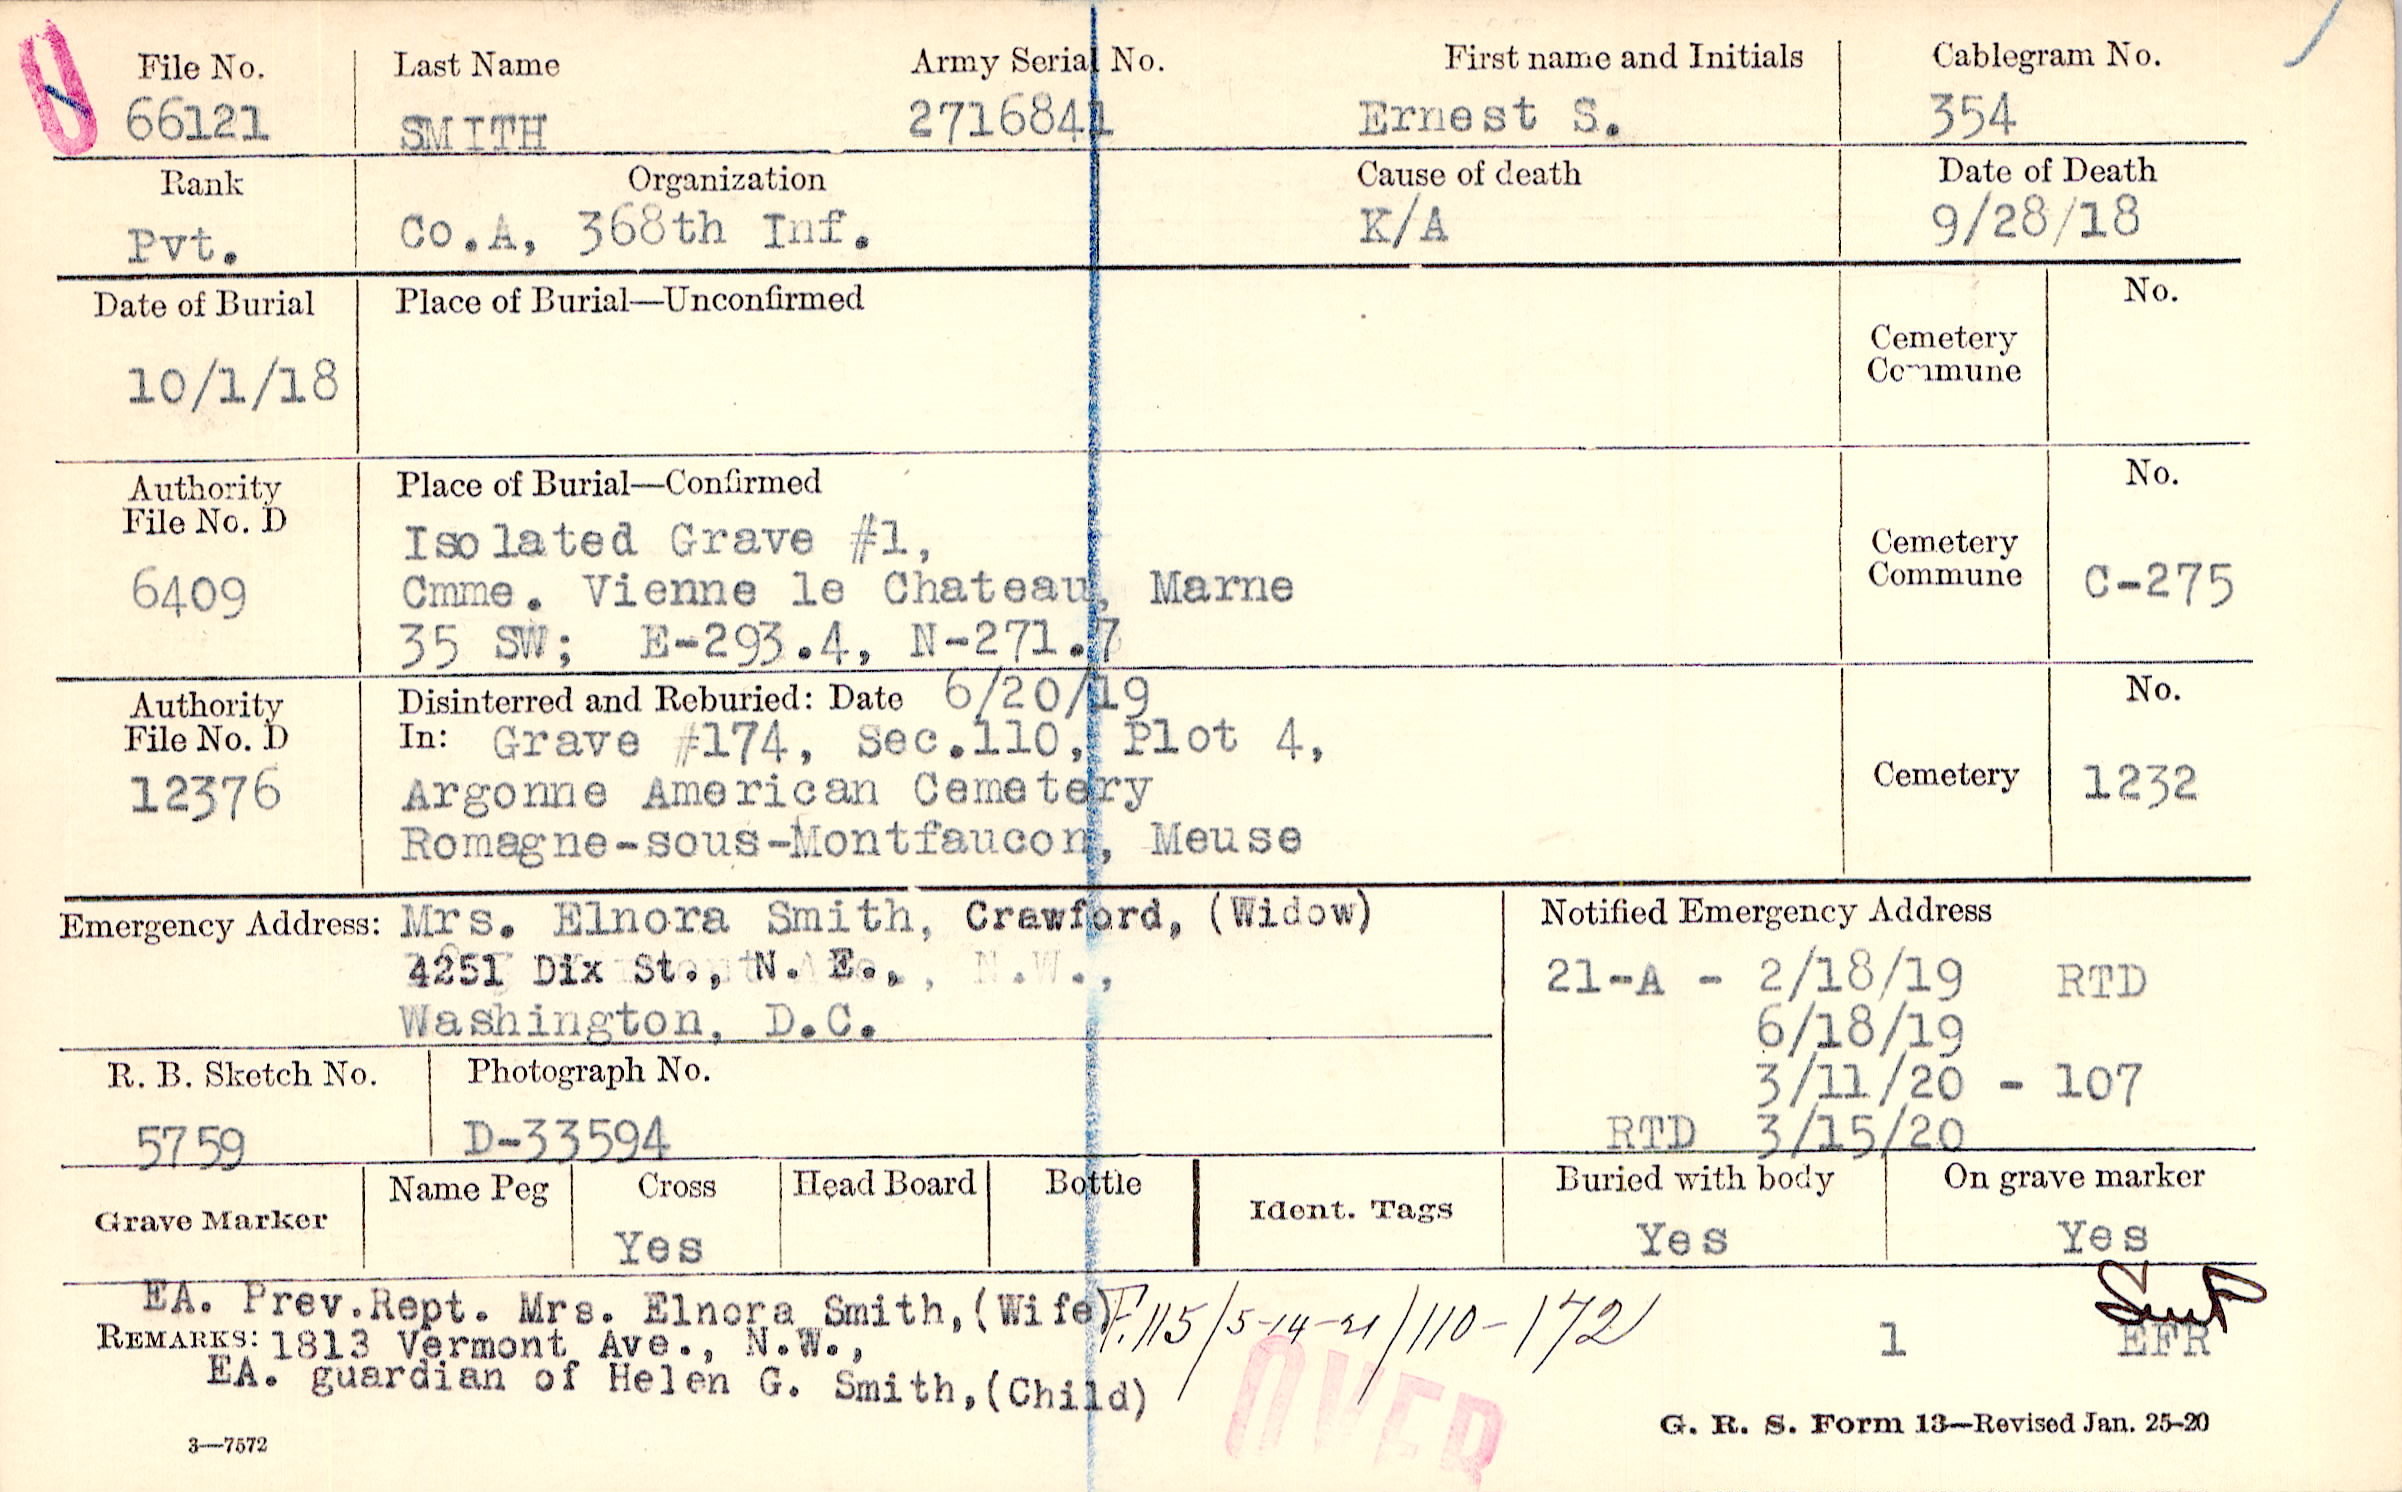 File No. Last Name Army Serial No. First name and Initials Cablegram No.
66121 SMITH 2716841 Ernest S. 354
Rank Organization Cause of death Date of Death
Pvt. Co.A, 368th Inf. K/A 9/28/18
Date of Burial Place of Burial—Unconfirmed No.
Cemetery
Commune
10/1/18
Authority Place of Burial—Confirmed No.
File No. D
Isolated Grave #1, Cemetery
6409 Cmme. Vienne le Chateau, Marne Commune C-275
35 SW; E-293.4, N-271.7
Authority Disinterred and Reburied: Date 6/20/19 No.
File No. D In: Grave #174, Sec.110, Plot 4,
12376 Argonne American Cemetery Cemetery 1232
Romagne-sous-Montfaucon, Meuse
Emergency Address: Mrs. Elnora Smith, Crawford, (Widow) Notified Emergency Address
4251 Dix St., N. E., N.W., 21-A - 2/18/19 RTD
Washington, D.C. 6/18/19
R. B. Sketch No. Photograph No. 3/11/20 - 107
5759 D-33594 RTD 3/15/20
Grave Marker Name Peg Cross Head Board Bottle Ident. Tags Buried with body On grave marker
Yes Yes Yes
EA. Prev.Rept. Mrs. Elnora Smith,(Wife) F.115/5-14-21/110-172
REMARKS: 1813 Vermont Ave., N.W., 1 EFR
EA. guardian of Helen G. Smith,(Child)
OVER
3—7572 G. R. S. Form 13—Revised Jan. 25-20